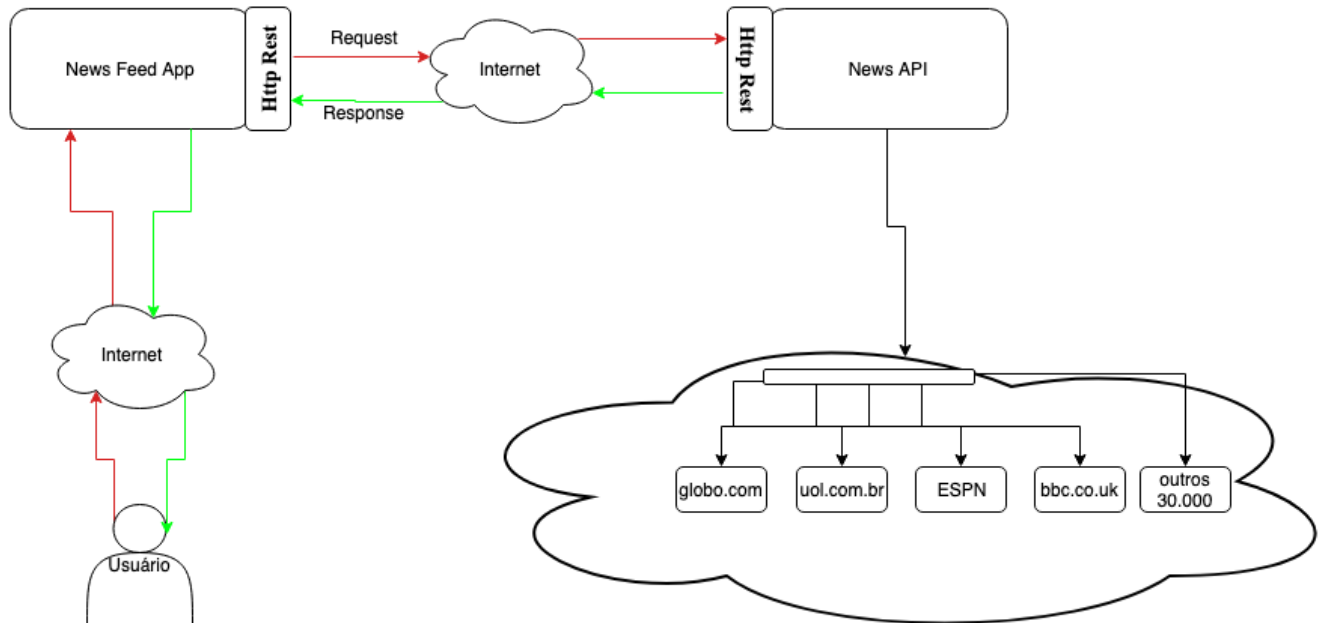 News Feed App
Http Rest
Request
Response
Internet
Http Rest
News API
Internet
Usuário
globo.com
uol.com.br
ESPN
bbc.co.uk
outros
30.000